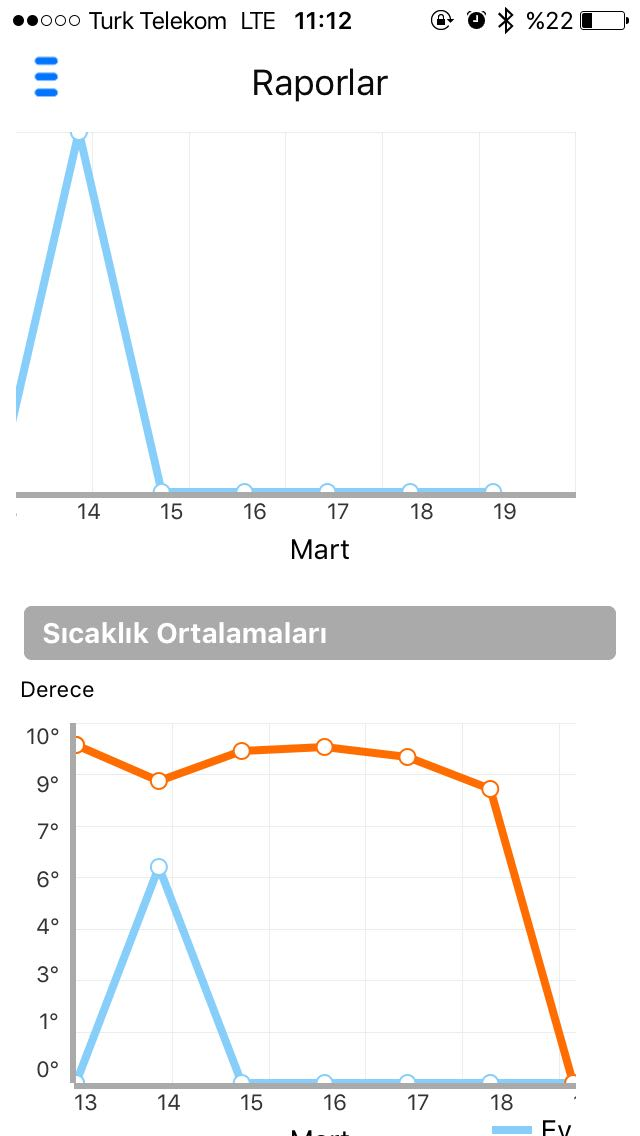 Turk Telekom LTE 11:12 %22
Raporlar
14 15 16 17 18 19
Mart
Sıcaklık Ortalamaları
Derece
10°
9°
7°
6°
4°
3°
1°
0°
13 14 15 16 17 18
Mart
Ev